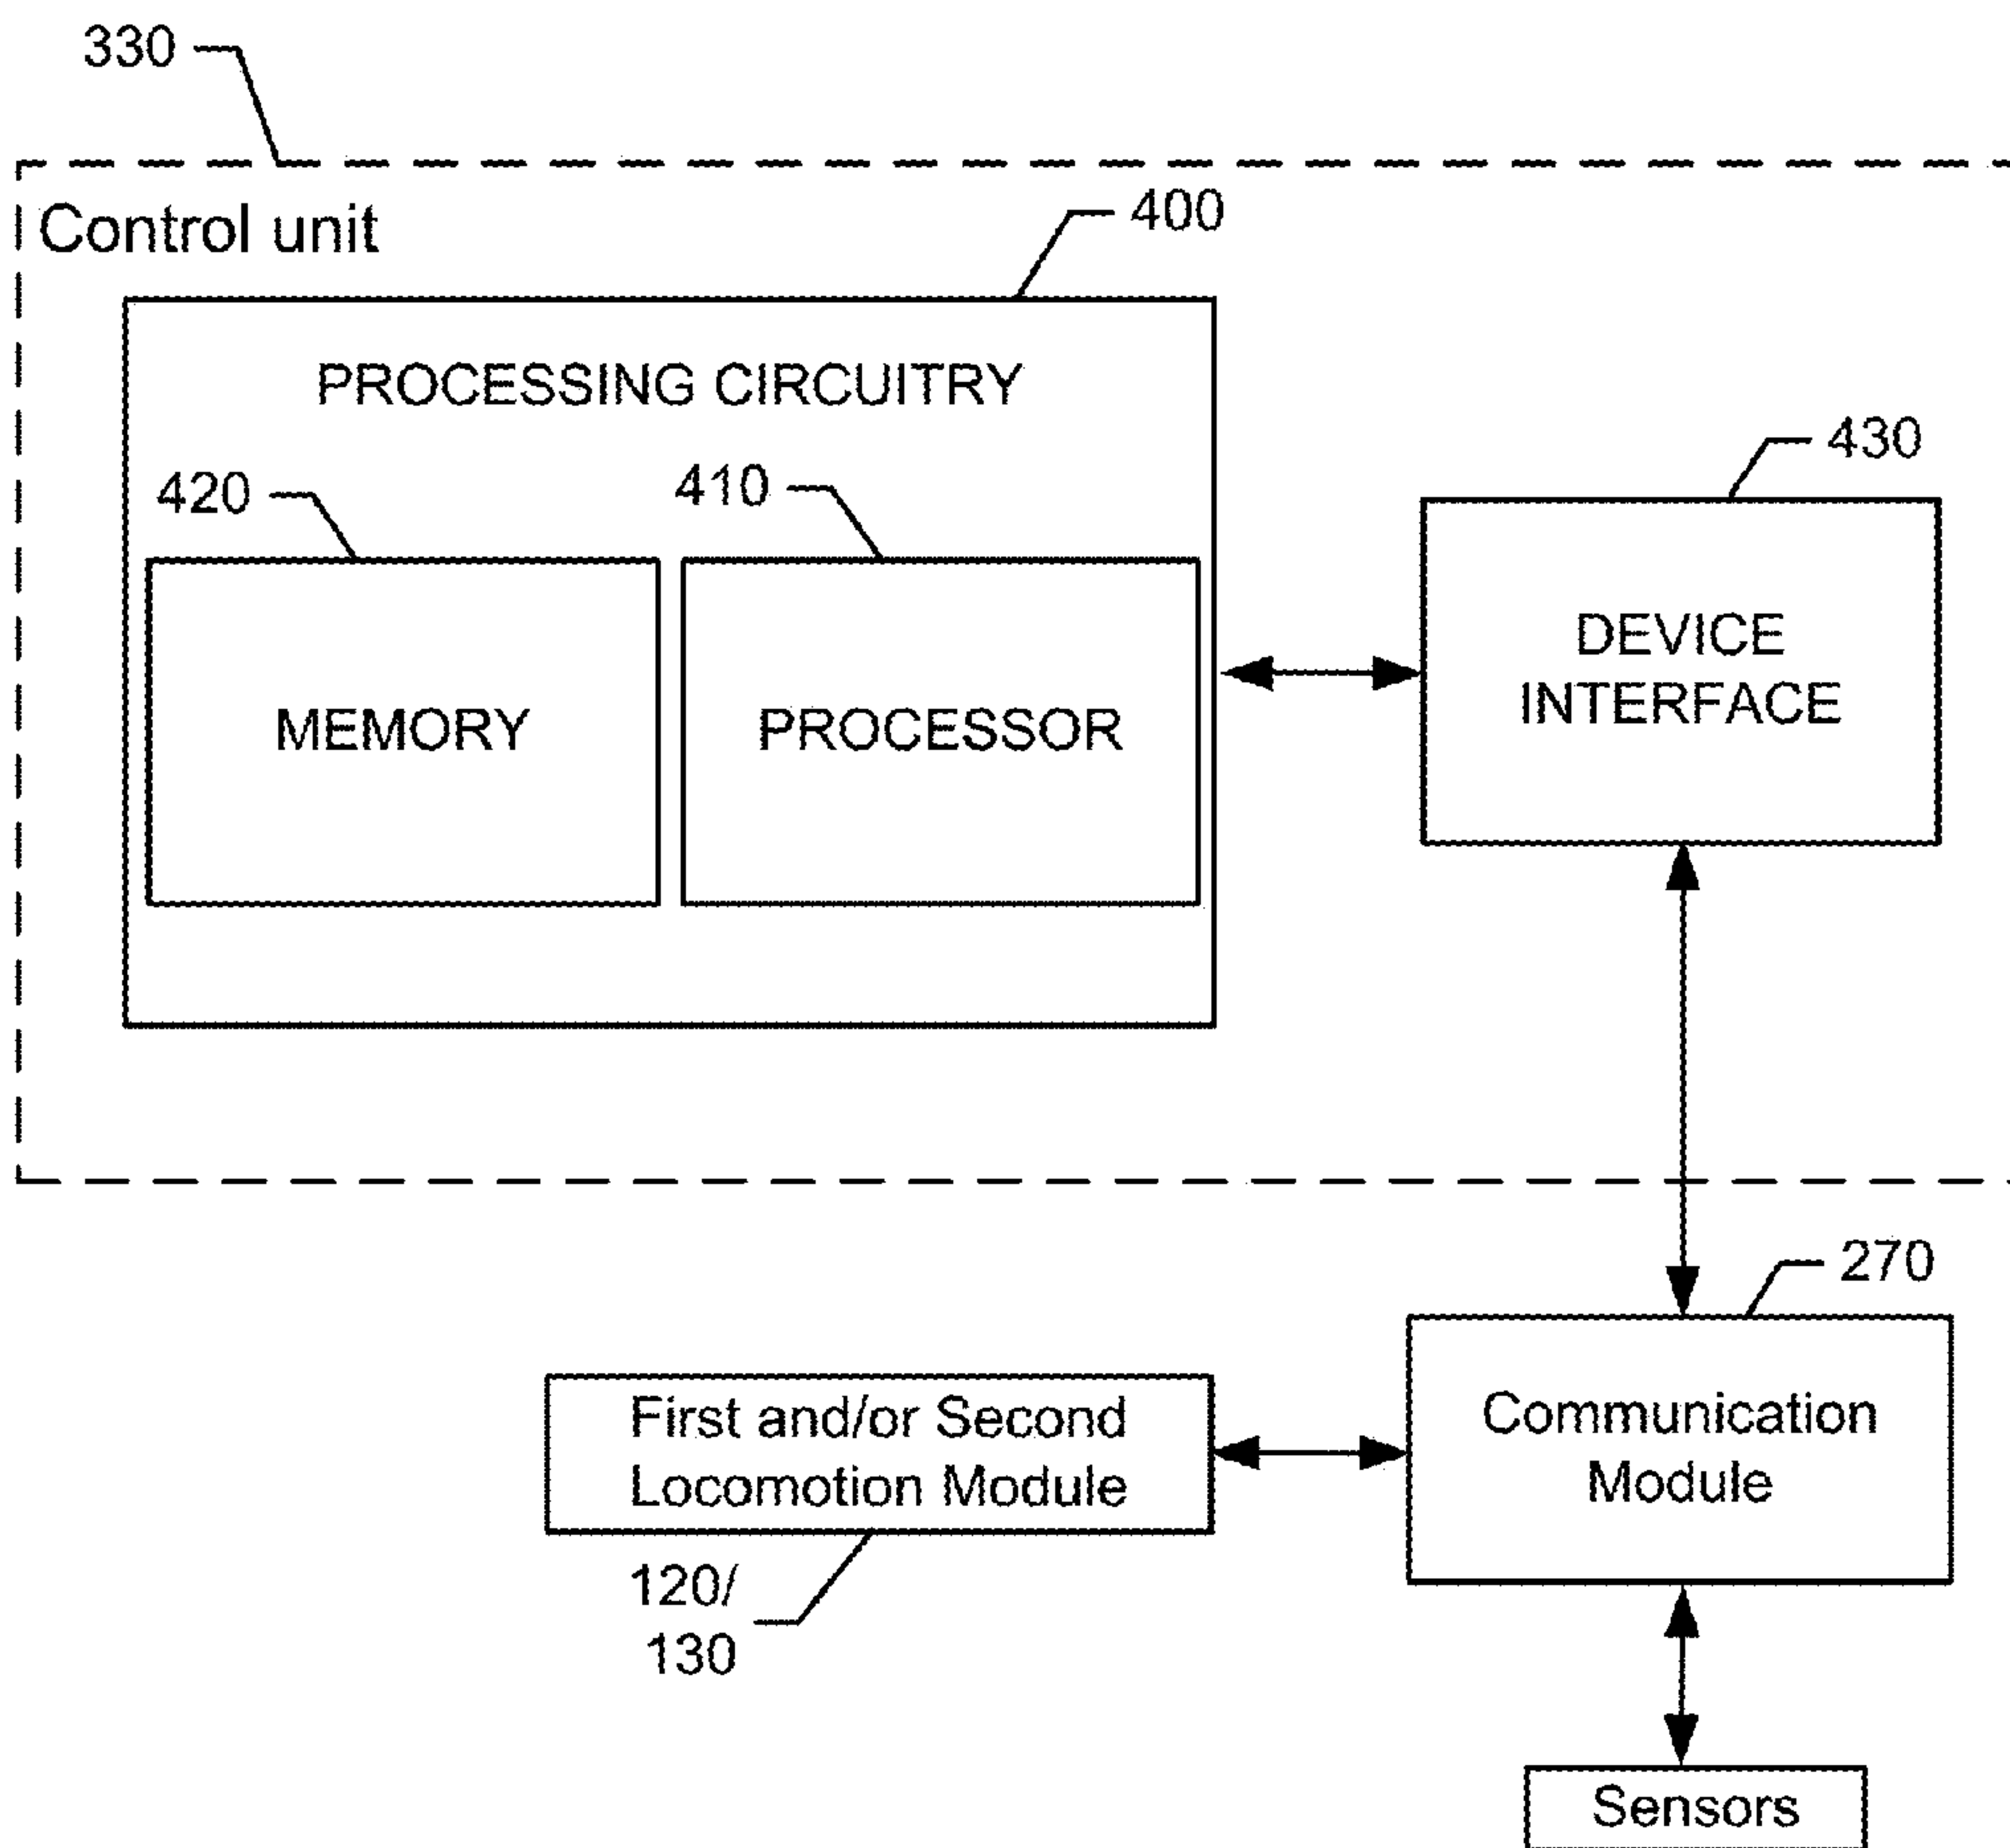 330
Control unit
400
PROCESSING CIRCUITRY
430
420
410
MEMORY
PROCESSOR
DEVICE
INTERFACE
270
First and/or Second
Locomotion Module
Communication
Module
120/
130
Sensors